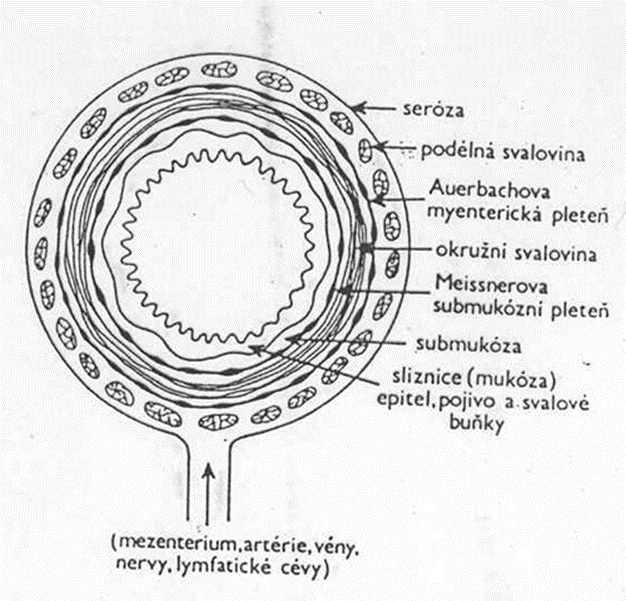 seróza
podélná svalovina
Auerbachova
myenterická pleteň
okružní svalovina
Meissnerova
submukózní pleteň
submukóza
sliznice (mukóza)
epitel, pojivo a svalové
buňky
(mezenterium, artérie, vény,
nervy, lymfatické cévy)